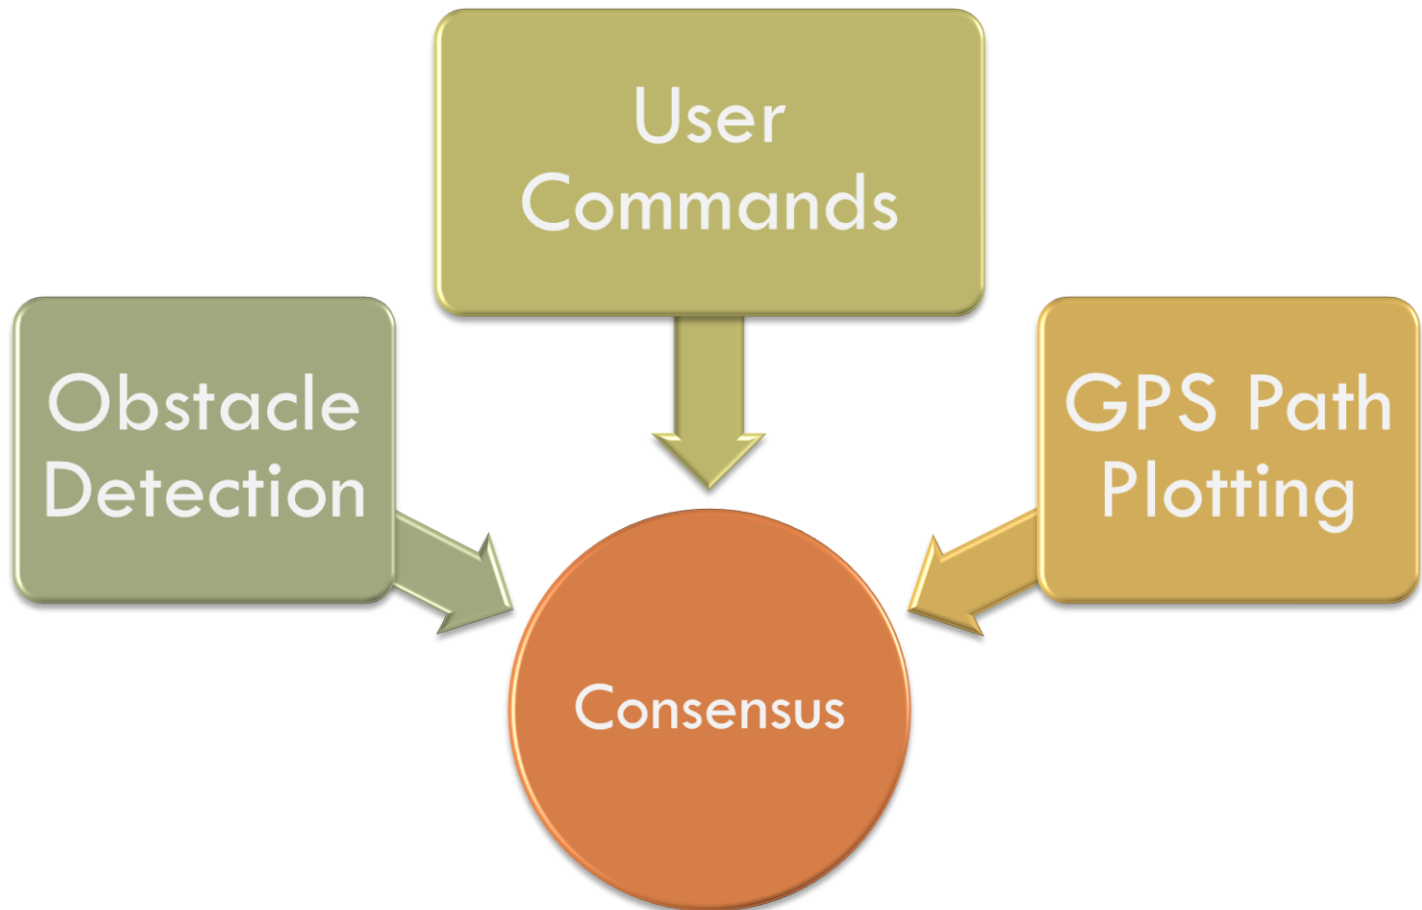 User
Commands
Obstacle
Detection
GPS Path
Plotting
Consensus